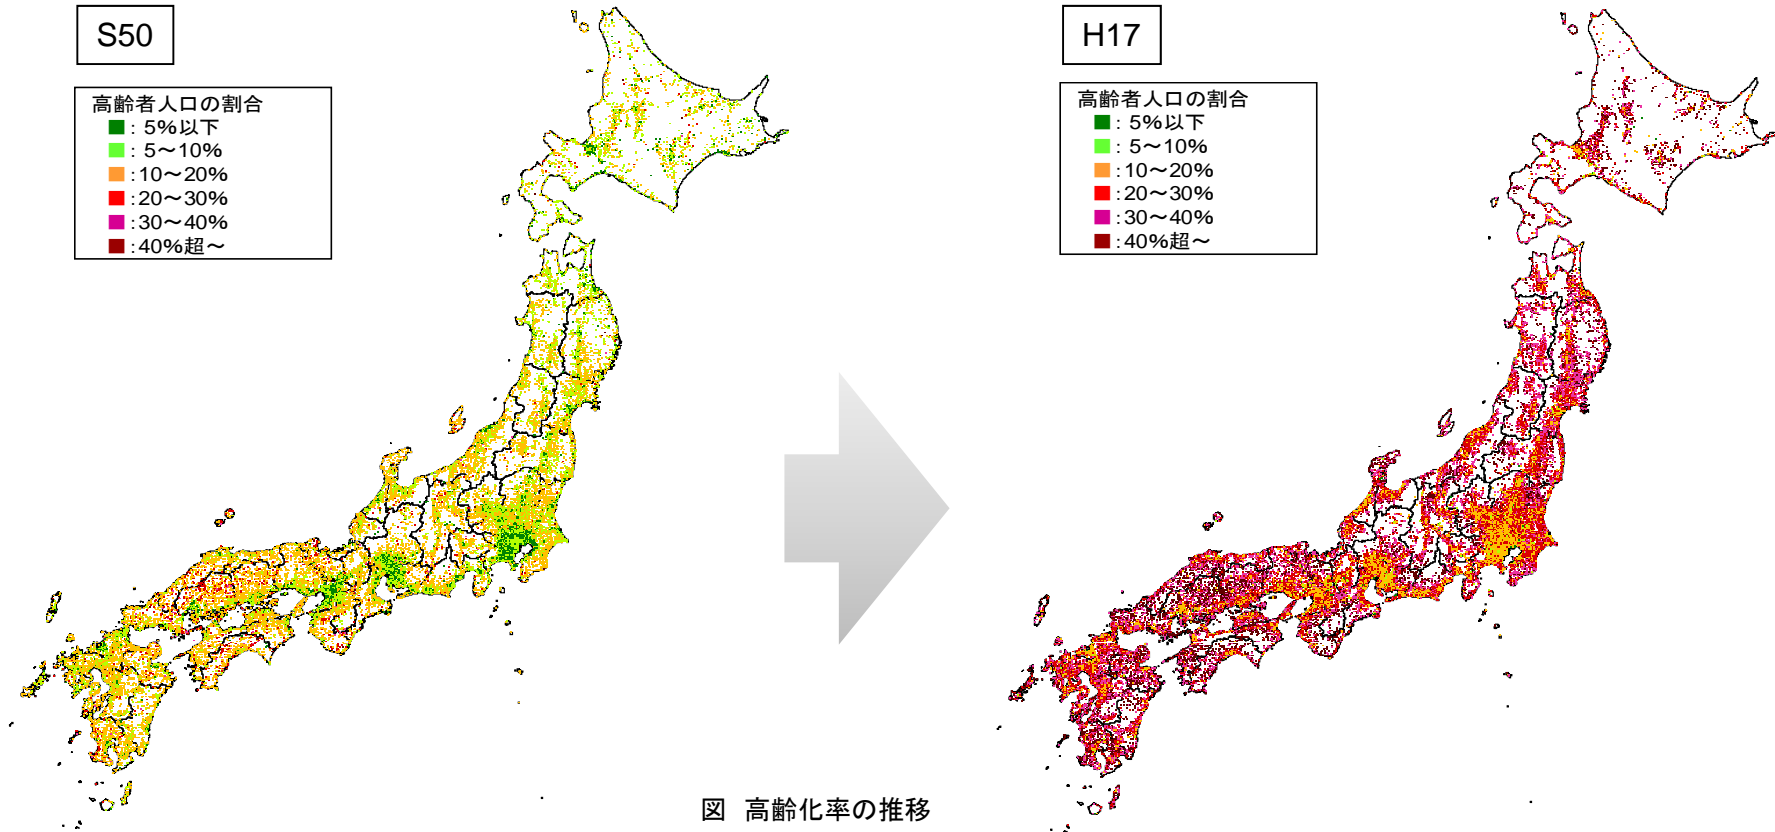 S50
高齢者人口の割合
■:5%以下
■:5～10%
■:10～20%
■:20～30%
■:30～40%
■:40%超～
H17
高齢者人口の割合
■:5%以下
■:5～10%
■:10～20%
■:20～30%
■:30～40%
■:40%超～
図 高齢化率の推移